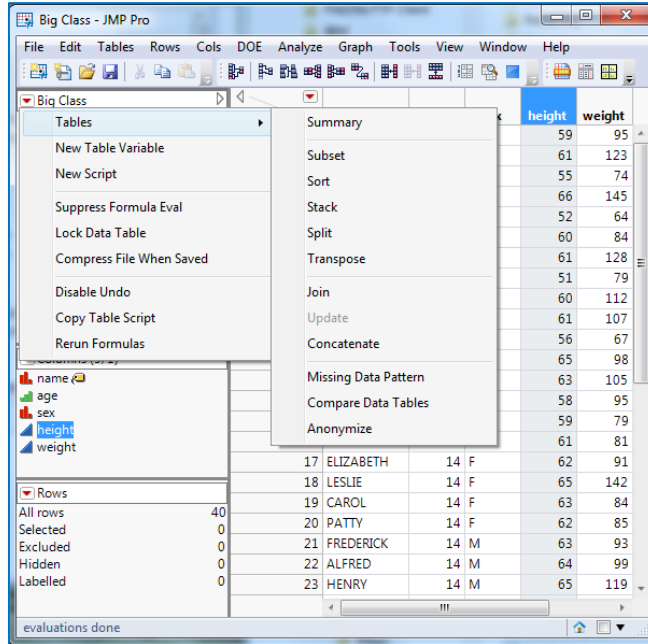 Big Class - JMP Pro
File Edit Tables Rows Cols DOE Analyze Graph Tools View Window Help
Big Class
height weight
Tables
New Table Variable
New Script
Suppress Formula Eval
Lock Data Table
Compress File When Saved
Disable Undo
Copy Table Script
Rerun Formulas
Summary
Subset
Sort
Stack
Split
Transpose
Join
Update
Concatenate
Missing Data Pattern
Compare Data Tables
Anonymize
59 95
61 123
55 74
66 145
52 64
60 84
61 128
51 79
60 112
61 107
56 67
65 98
63 105
58 95
59 79
61 81
17 ELIZABETH 14 F 62 91
18 LESLIE 14 F 65 142
19 CAROL 14 F 63 84
20 PATTY 14 F 62 85
21 FREDERICK 14 M 63 93
22 ALFRED 14 M 64 99
23 HENRY 14 M 65 119
name
age
sex
height
weight
Rows
All rows 40
Selected 0
Excluded 0
Hidden 0
Labelled 0
evaluations done